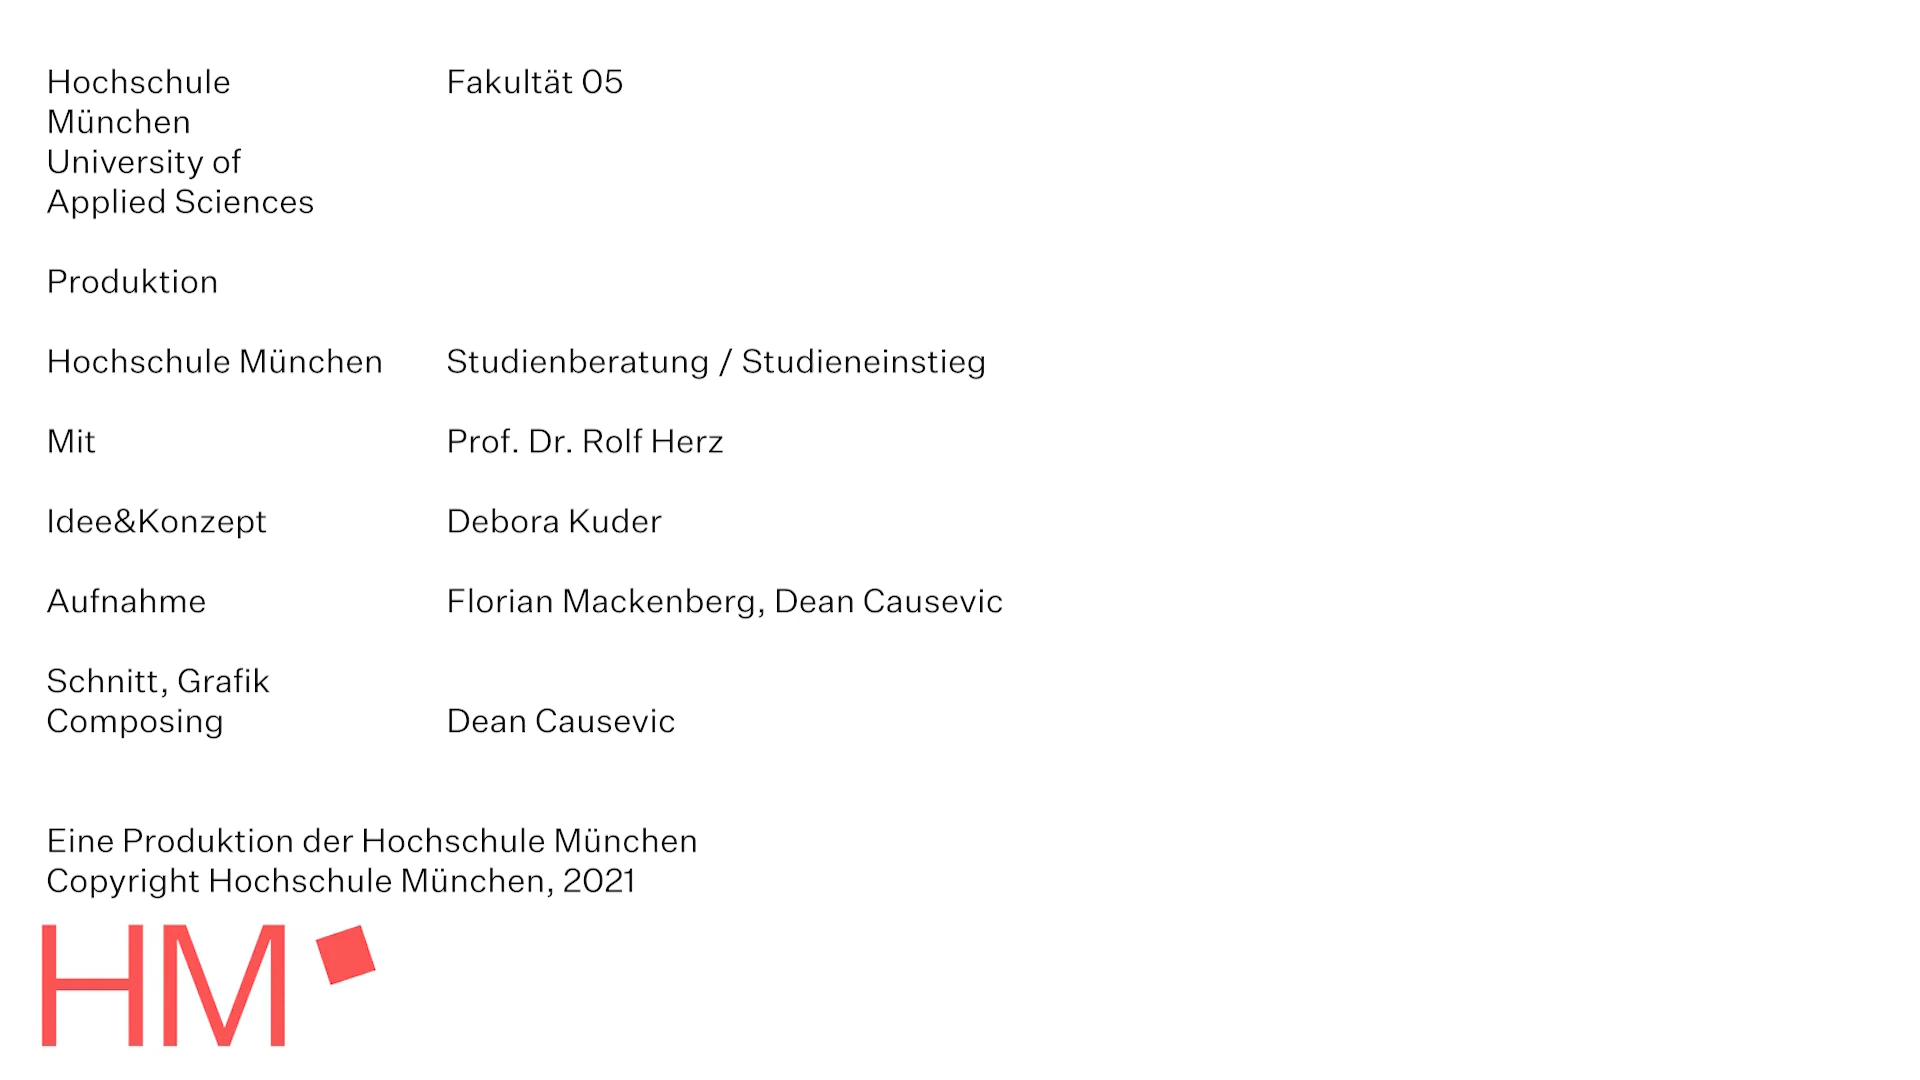 Hochschule Fakultät 05
München
University of
Applied Sciences
Produktion
Hochschule München Studienberatung / Studieneinstieg
Mit Prof. Dr. Rolf Herz
Idee&Konzept Debora Kuder
Aufnahme Florian Mackenberg, Dean Causevic
Schnitt, Grafik
Composing Dean Causevic
Eine Produktion der Hochschule München
Copyright Hochschule München, 2021
HM